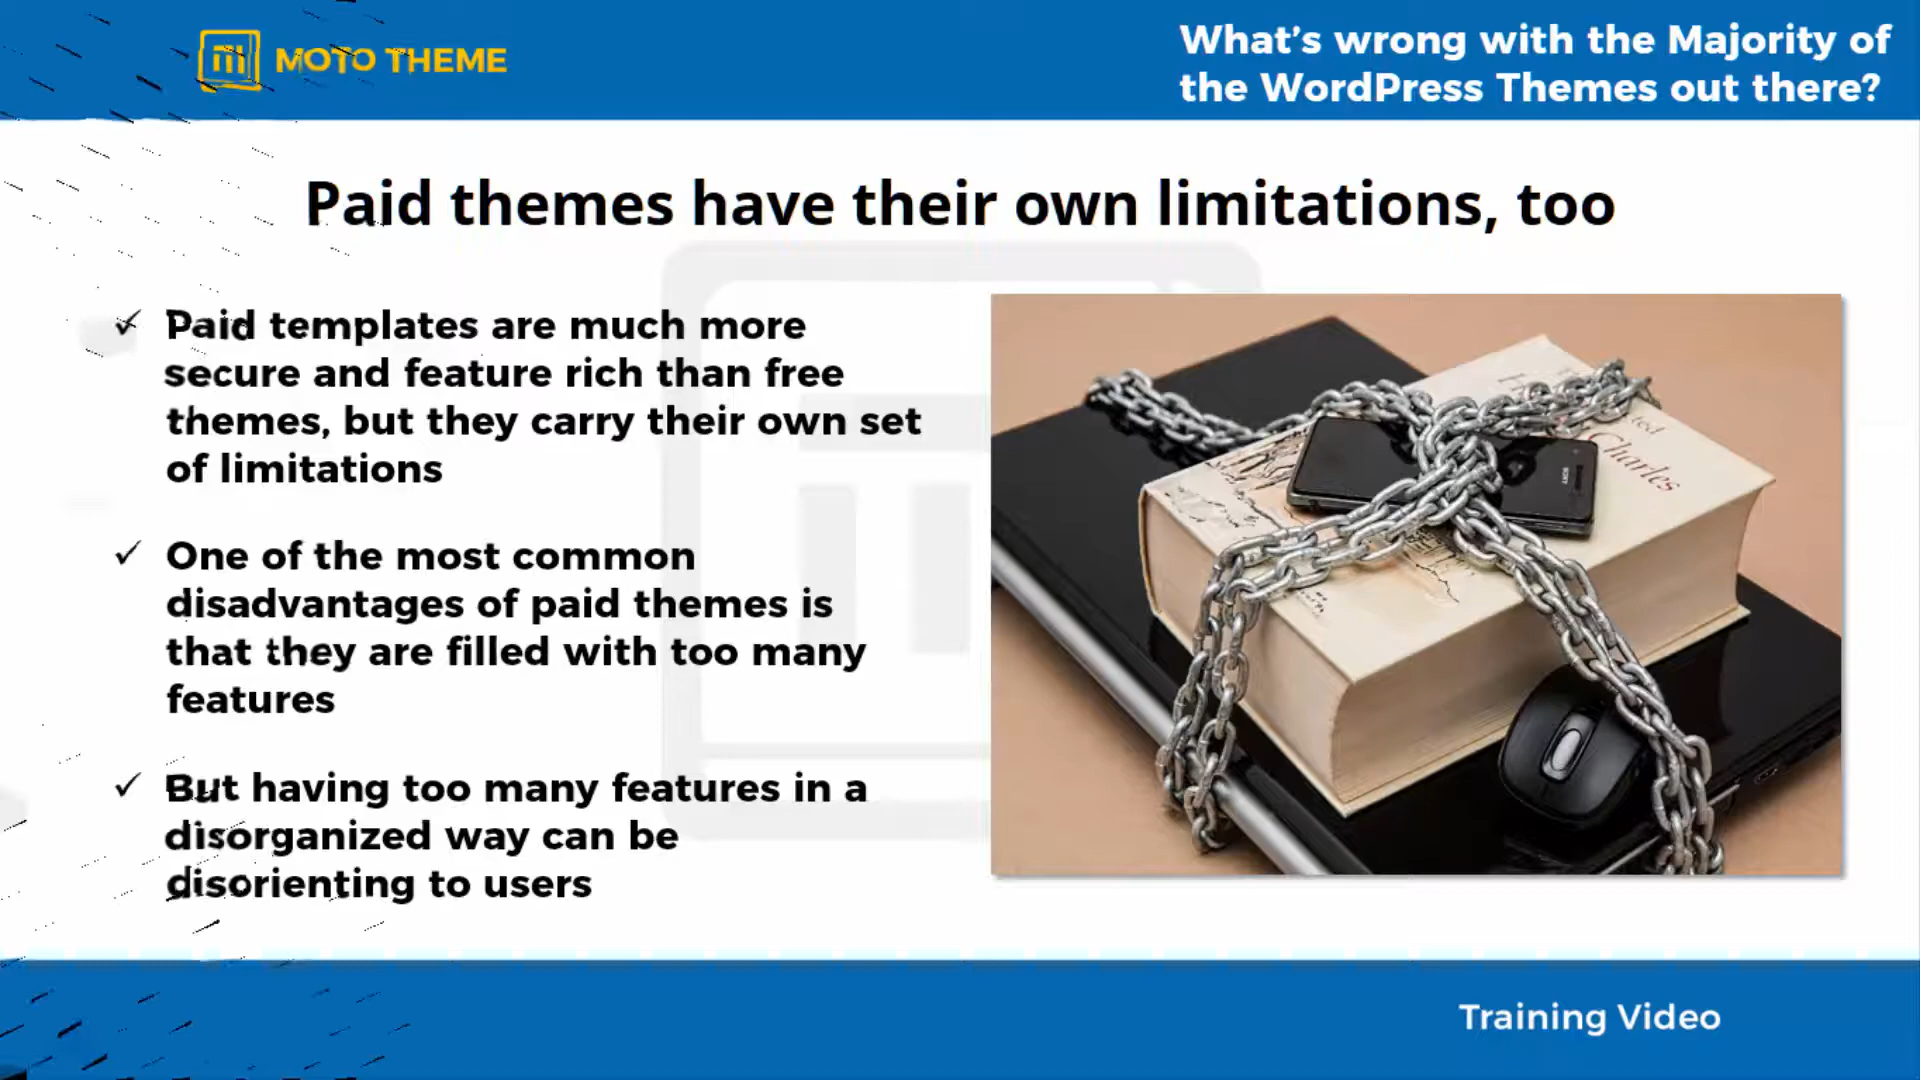 MOTO THEME
What's wrong with the Majority of
the WordPress Themes out there?
Paid themes have their own limitations, too
✓ Paid templates are much more
secure and feature rich than free
themes, but they carry their own set
of limitations
✓ One of the most common
disadvantages of paid themes is
that they are filled with too many
features
✓ But having too many features in a
disorganized way can be
disorienting to users
Charles
SONY
Training Video